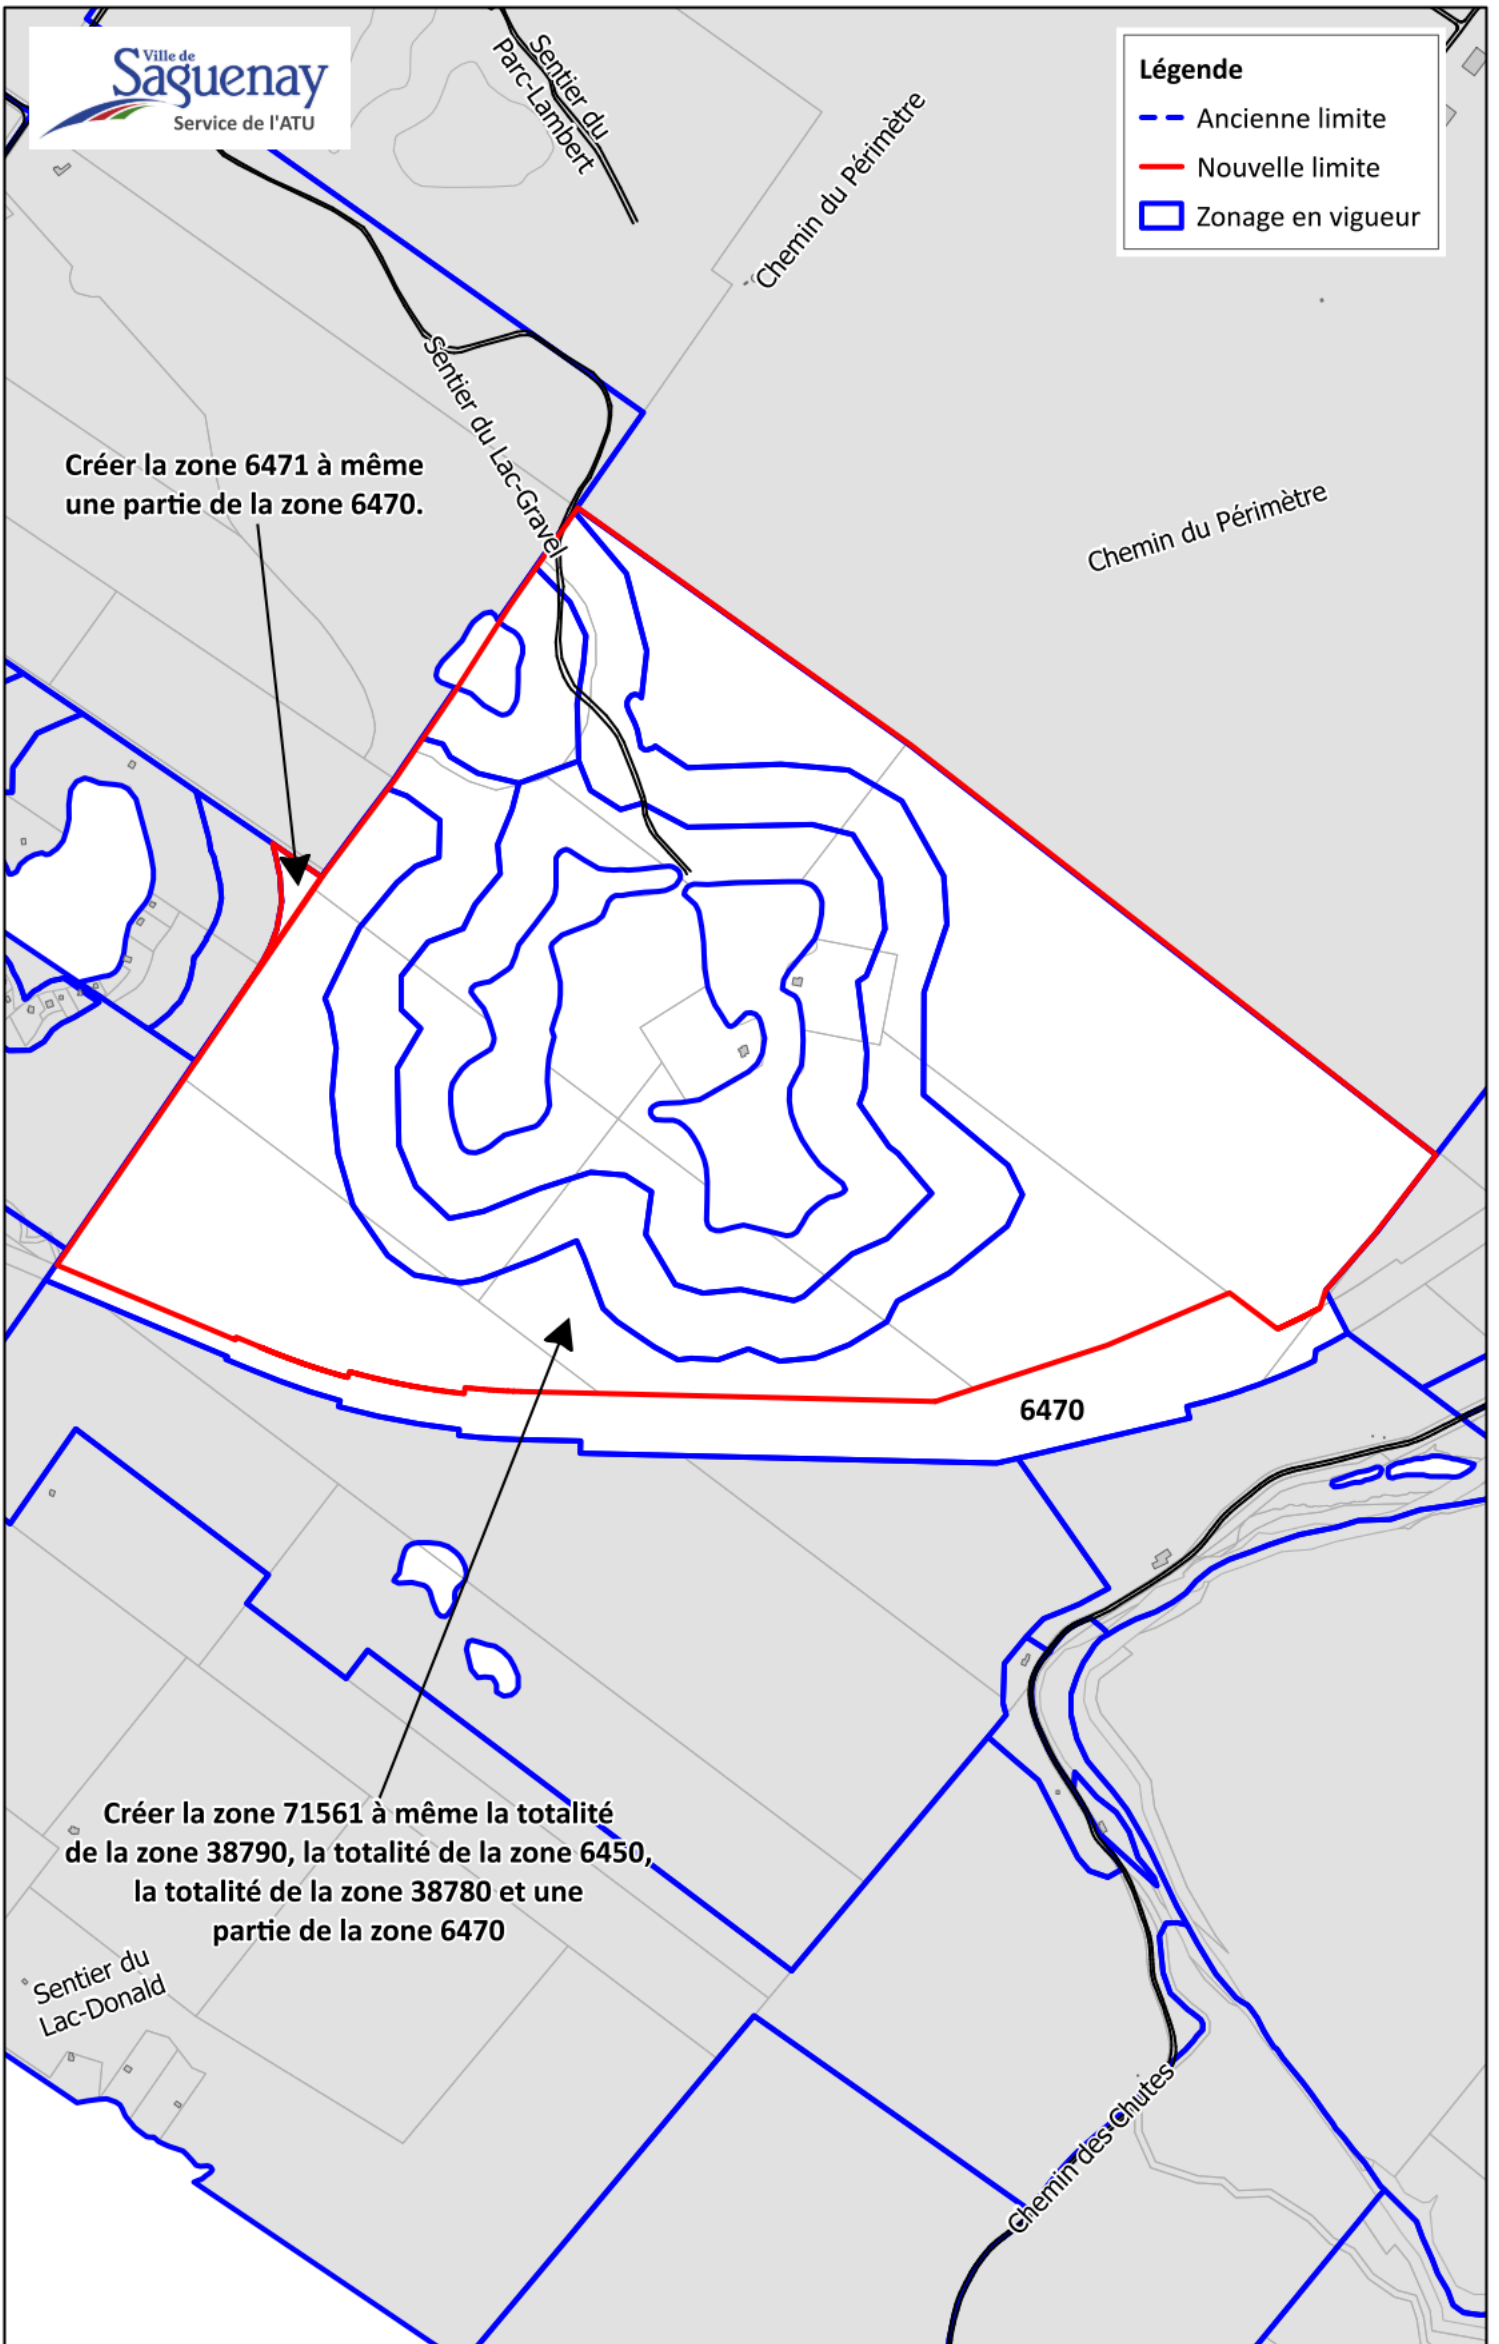 Ville de
Saguenay
Service de l'ATU
Sentier du
Parc-Lambert
Chemin du Périmètre
Légende
Ancienne limite
Nouvelle limite
Zonage en vigueur
Sentier du Lac-Gravel
Créer la zone 6471 à même
une partie de la zone 6470.
Chemin du Périmètre
6470
Créer la zone 71561 à même la totalité
de la zone 38790, la totalité de la zone 6450,
la totalité de la zone 38780 et une
partie de la zone 6470
Sentier du
Lac-Donald
Chemin des Chutes